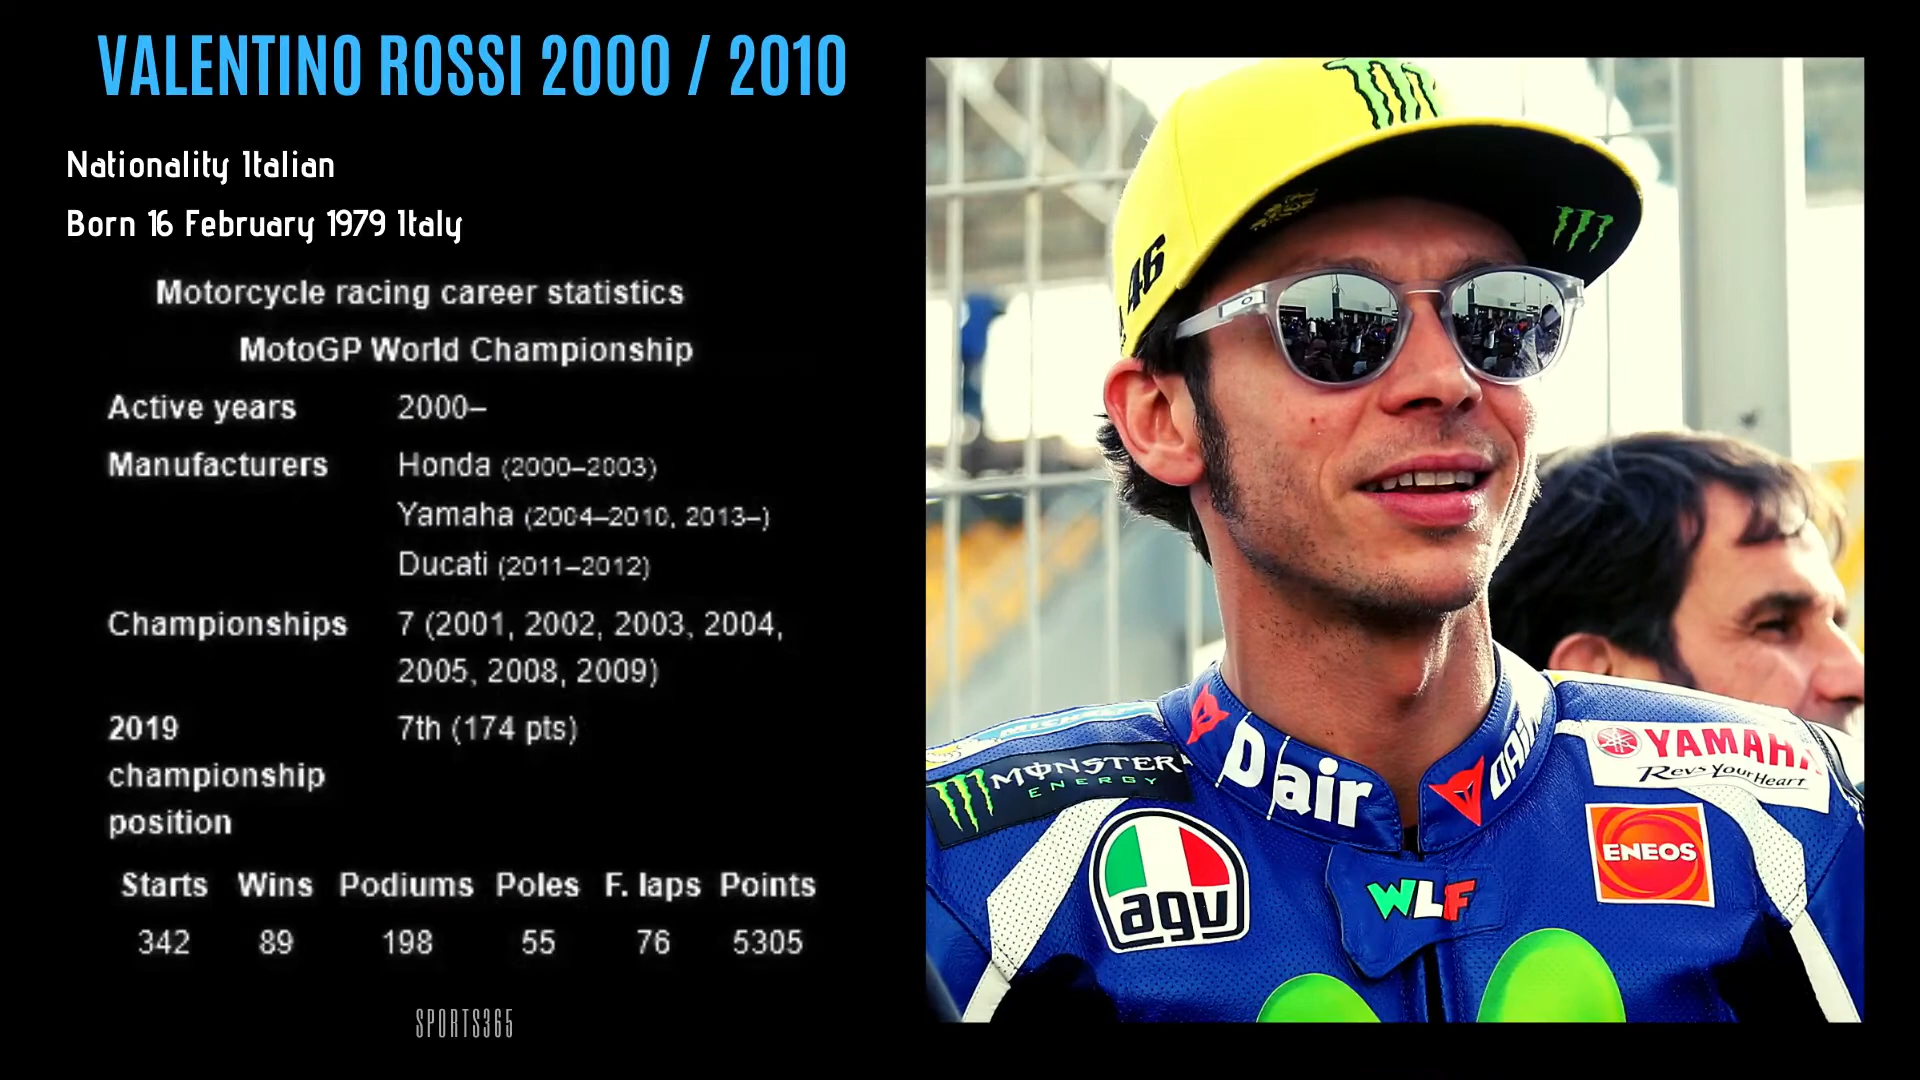 VALENTINO ROSSI 2000 / 2010
Nationality Italian
Born 16 February 1979 Italy
Motorcycle racing career statistics
MotoGP World Championship
Active years 2000–
Manufacturers Honda (2000–2003)
Yamaha (2004–2010, 2013–)
Ducati (2011–2012)
Championships 7 (2001, 2002, 2003, 2004,
2005, 2008, 2009)
2019 7th (174 pts)
championship
position
Starts Wins Podiums Poles F. laps Points
342 89 198 55 76 5305
SPORTS365
46
MONSTER
ENERGY
D air
YAMAHA
Revs Your Heart
ENEOS
agv
WLF